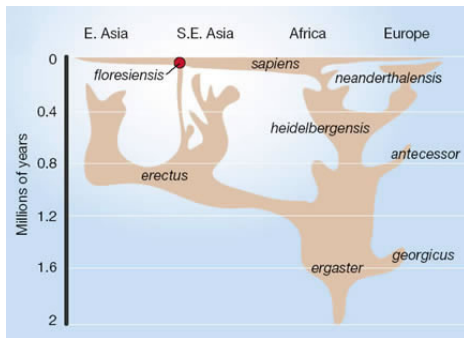 E. Asia S.E. Asia Africa Europe
0
sapiens
floresiensis
neanderthalensis
0.4
heidelbergensis
antecessor
0.8
erectus
Millions of years
1.2
georgicus
1.6
ergaster
2